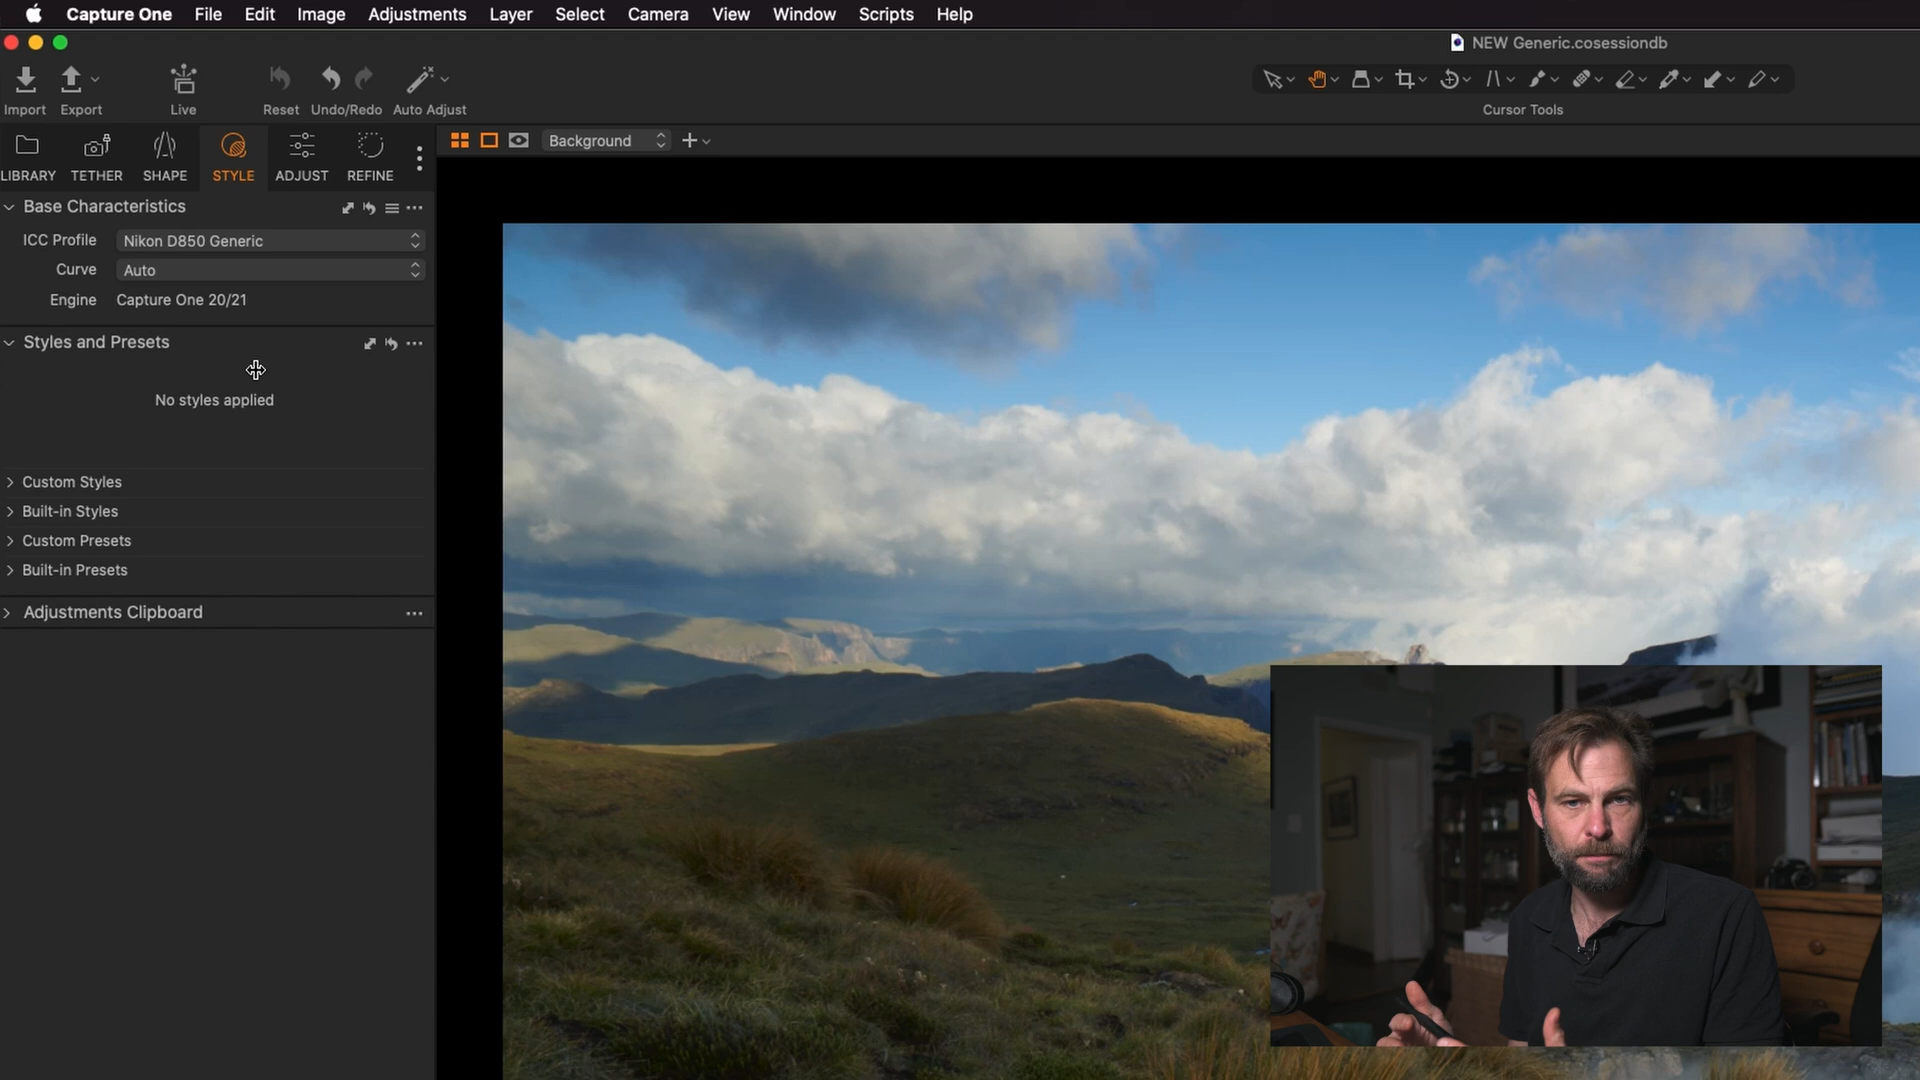 Capture One File Edit Image Adjustments Layer Select Camera View Window Scripts Help
NEW Generic.cosessiondb
Import Export Live Reset Undo/Redo Auto Adjust Cursor Tools
LIBRARY TETHER SHAPE STYLE ADJUST REFINE
Background
Base Characteristics
ICC Profile Nikon D850 Generic
Curve Auto
Engine Capture One 20/21
Styles and Presets
No styles applied
Custom Styles
Built-in Styles
Custom Presets
Built-in Presets
Adjustments Clipboard